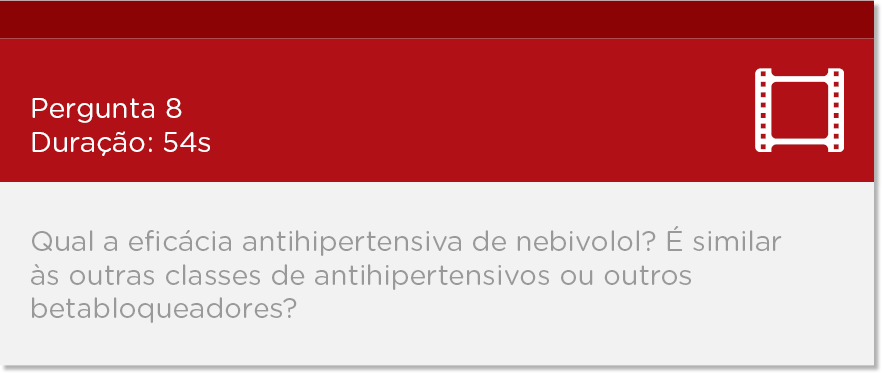 Pergunta 8
Duração: 54s
Qual a eficácia antihipertensiva de nebivolol? É similar
às outras classes de antihipertensivos ou outros
betabloqueadores?